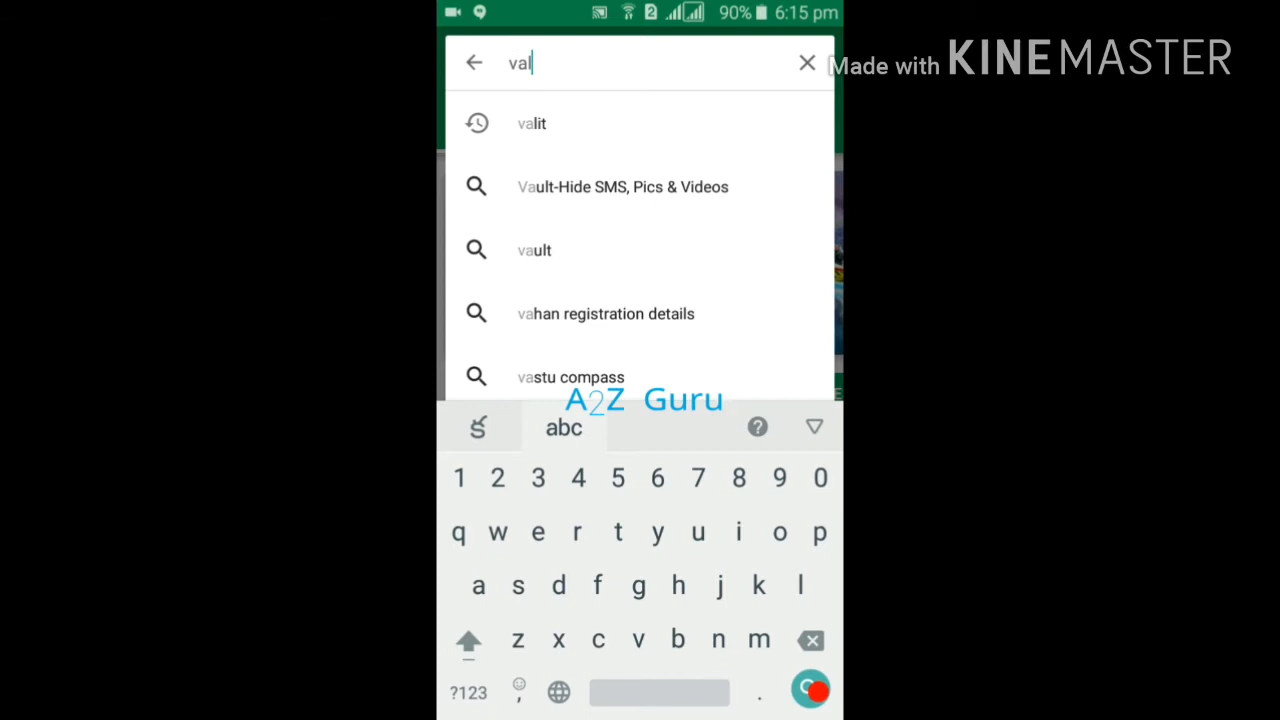 2 90% 6:15 pm
Made with KINEMASTER
val
valit
Vault-Hide SMS, Pics & Videos
vault
vahan registration details
vastu compass
A2Z Guru
క abc ?
1 2 3 4 5 6 7 8 9 0
q w e r t y u i o p
a s d f g h j k l
z x c v b n m
?123 , .